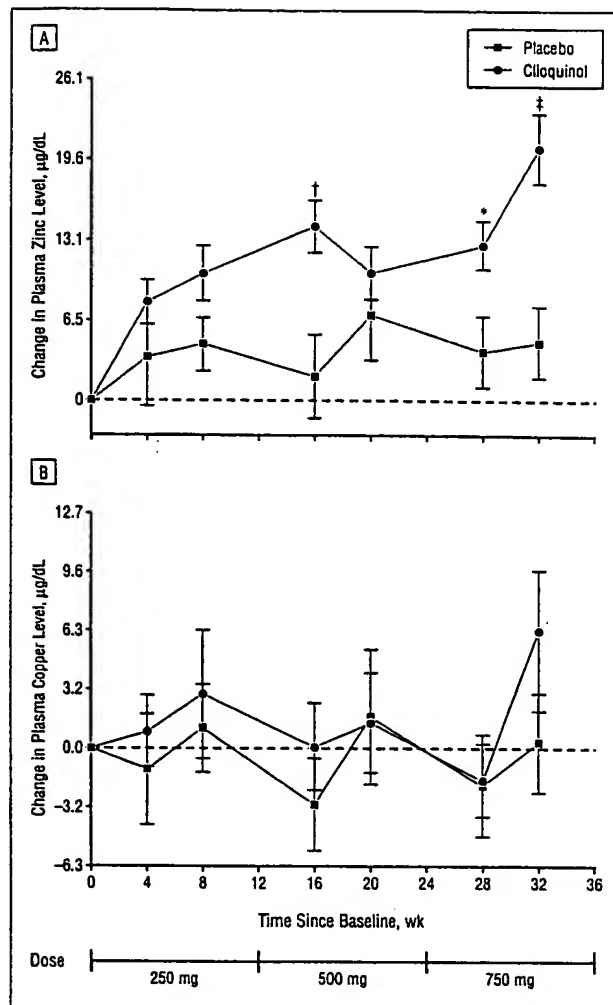 A
Placebo
Clioquinol
26.1
19.6
13.1
6.5
0
Change in Plasma Zinc Level, µg/dL
†
*
‡
B
12.7
9.6
6.3
3.2
0.0
−3.2
−6.3
Change in Plasma Copper Level, µg/dL
0 4 8 12 16 20 24 28 32 36
Time Since Baseline, wk
Dose
250 mg 500 mg 750 mg